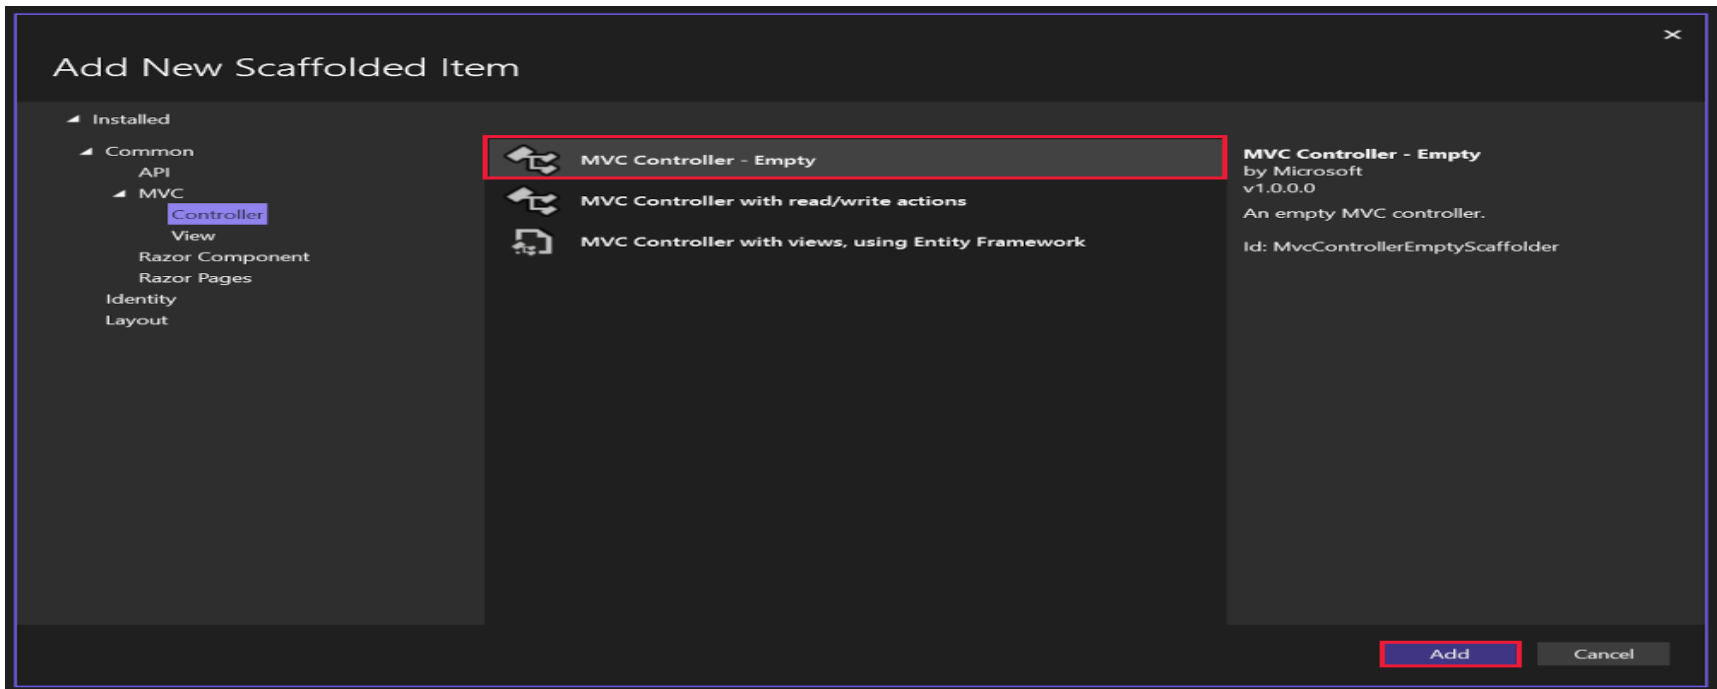 Add New Scaffolded Item
Installed
Common
API
MVC
Controller
View
Razor Component
Razor Pages
Identity
Layout
MVC Controller - Empty
MVC Controller with read/write actions
MVC Controller with views, using Entity Framework
MVC Controller - Empty
by Microsoft
v1.0.0.0
An empty MVC controller.
Id: MvcControllerEmptyScaffolder
Add
Cancel